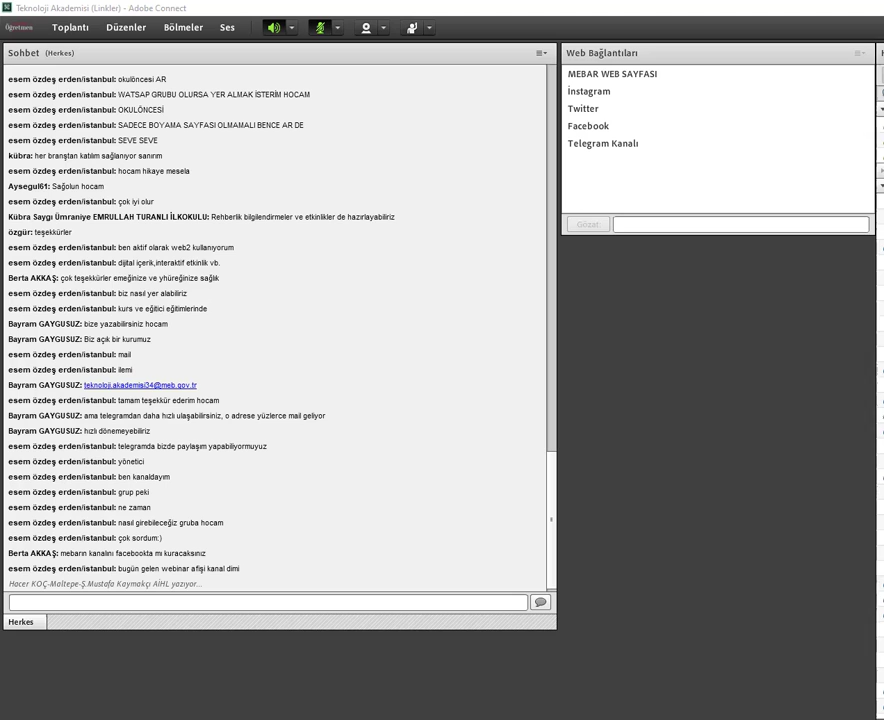 Teknoloji Akademisi (Linkler) - Adobe Connect
Öğretmen Toplantı Düzenler Bölmeler Ses
Sohbet (Herkes)
esem özdeş erden/istanbul: okulöncesi AR
esem özdeş erden/istanbul: WATSAP GRUBU OLURSA YER ALMAK İSTERİM HOCAM
esem özdeş erden/istanbul: OKULÖNCESİ
esem özdeş erden/istanbul: SADECE BOYAMA SAYFASI OLMAMALI BENCE AR DE
esem özdeş erden/istanbul: SEVE SEVE
kübra: her branştan katılım sağlanıyor sanırım
esem özdeş erden/istanbul: hocam hikaye mesela
Aysegul61: Sağolun hocam
esem özdeş erden/istanbul: çok iyi olur
Kübra Saygı Ümraniye EMRULLAH TURANLI İLKOKULU: Rehberlik bilgilendirmeler ve etkinlikler de hazırlayabiliriz
özgür: teşekkürler
esem özdeş erden/istanbul: ben aktif olarak web2 kullanıyorum
esem özdeş erden/istanbul: dijital içerik,interaktif etkinlik vb.
Berta AKKAŞ: çok teşekkürler emeğinize ve yhüreğinize sağlık
esem özdeş erden/istanbul: biz nasıl yer alabiliriz
esem özdeş erden/istanbul: kurs ve eğitici eğitimlerinde
Bayram GAYGUSUZ: bize yazabilirsiniz hocam
Bayram GAYGUSUZ: Biz açık bir kurumuz
esem özdeş erden/istanbul: mail
esem özdeş erden/istanbul: ilemi
Bayram GAYGUSUZ: teknoloji.akademisi34@meb.gov.tr
esem özdeş erden/istanbul: tamam teşekkür ederim hocam
Bayram GAYGUSUZ: ama telegramdan daha hızlı ulaşabilirsiniz, o adrese yüzlerce mail geliyor
Bayram GAYGUSUZ: hızlı dönemeyebiliriz
esem özdeş erden/istanbul: telegramda bizde paylaşım yapabiliyormuyuz
esem özdeş erden/istanbul: yönetici
esem özdeş erden/istanbul: ben kanaldayım
esem özdeş erden/istanbul: grup peki
esem özdeş erden/istanbul: ne zaman
esem özdeş erden/istanbul: nasıl girebileceğiz gruba hocam
esem özdeş erden/istanbul: çok sordum:)
Berta AKKAŞ: mebarın kanalını facebookta mı kuracaksınız
esem özdeş erden/istanbul: bugün gelen webinar afişi kanal dimi
Hacer KOÇ-Maltepe-Ş.Mustafa Kaymakçı AİHL yazıyor...
Herkes
Web Bağlantıları
MEBAR WEB SAYFASI
İnstagram
Twitter
Facebook
Telegram Kanalı
Gözat